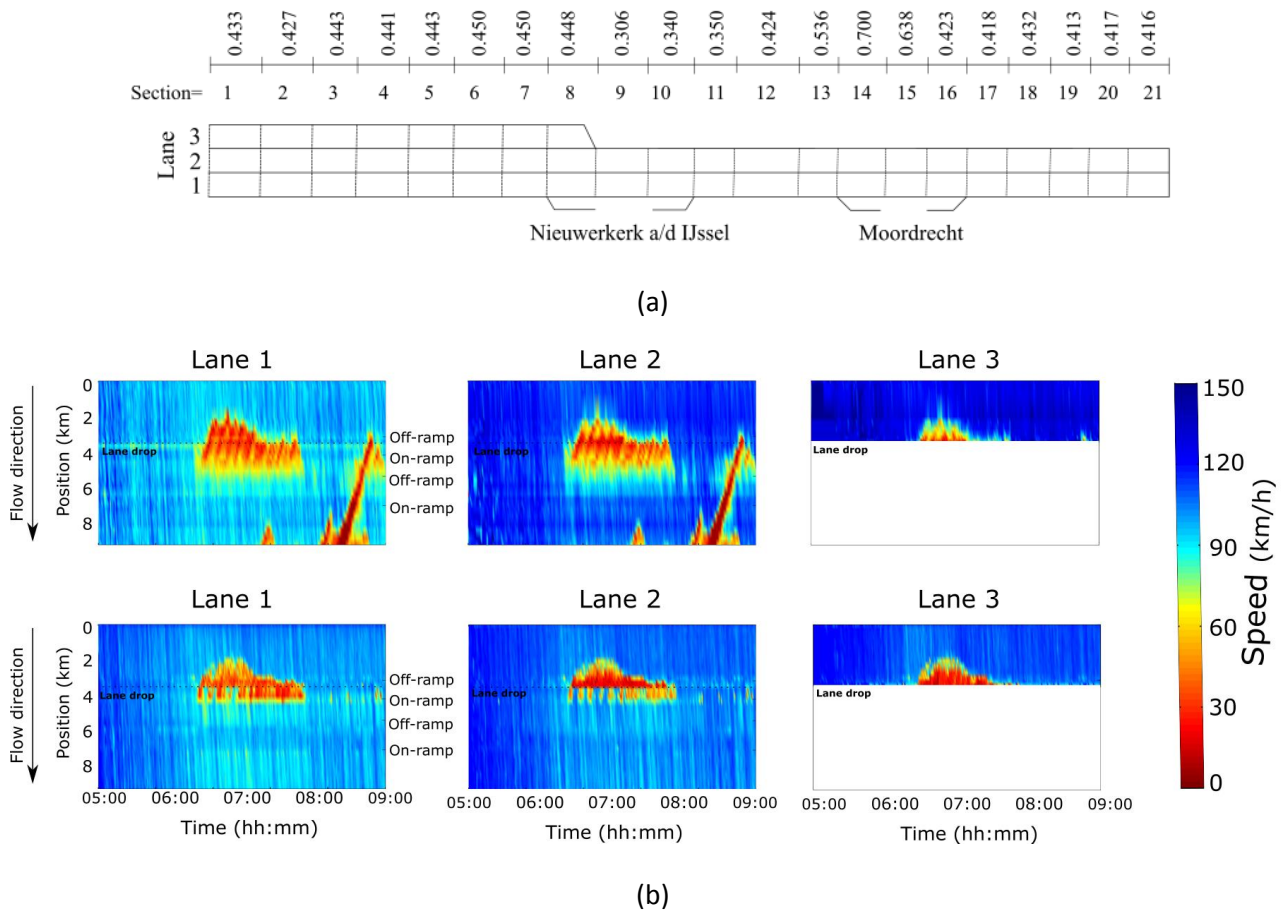 0.433 0.427 0.443 0.441 0.443 0.450 0.450 0.448 0.306 0.340 0.350 0.424 0.536 0.700 0.638 0.423 0.418 0.432 0.413 0.417 0.416
Section= 1 2 3 4 5 6 7 8 9 10 11 12 13 14 15 16 17 18 19 20 21
Lane
3
2
1
Nieuwerkerk a/d IJssel Moordrecht
(a)
Lane 1 Lane 2 Lane 3
Flow direction
Position (km)
0
2
4
6
8
Lane drop
Off-ramp
On-ramp
Off-ramp
On-ramp
Lane drop
Lane drop
150
120
90
60
30
0
Speed (km/h)
Lane 1 Lane 2 Lane 3
Flow direction
Position (km)
0
2
4
6
8
Lane drop
Off-ramp
On-ramp
Off-ramp
On-ramp
Lane drop
Lane drop
05:00 06:00 07:00 08:00 09:00 05:00 06:00 07:00 08:00 09:00 05:00 06:00 07:00 08:00 09:00
Time (hh:mm) Time (hh:mm) Time (hh:mm)
(b)